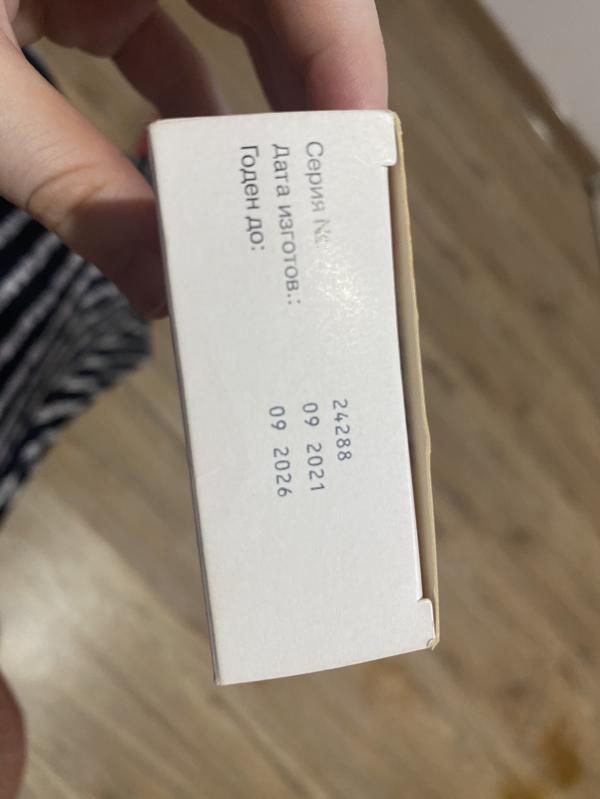 Серия №: 24288
Дата изготов.: 09 2021
Годен до: 09 2026